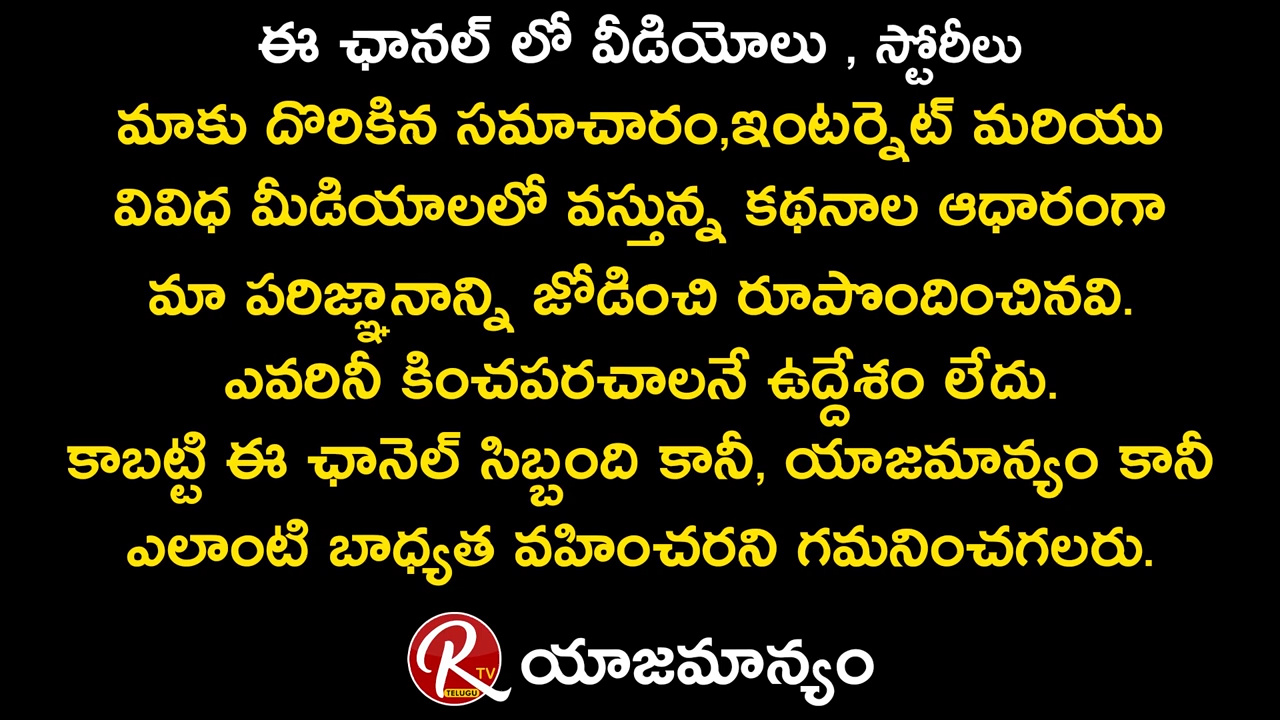 ఈ ఛానల్ లో వీడియోలు , స్టోరీలు
మాకు దొరికిన సమాచారం,ఇంటర్నెట్ మరియు
వివిధ మీడియాలలో వస్తున్న కథనాల ఆధారంగా
మా పరిజ్ఞానాన్ని జోడించి రూపొందించినవి.
ఎవరినీ కించపరచాలనే ఉద్దేశం లేదు.
కాబట్టి ఈ ఛానెల్ సిబ్బంది కానీ, యాజమాన్యం కానీ
ఎలాంటి బాధ్యత వహించరని గమనించగలరు.
R TV TELUGU యాజమాన్యం